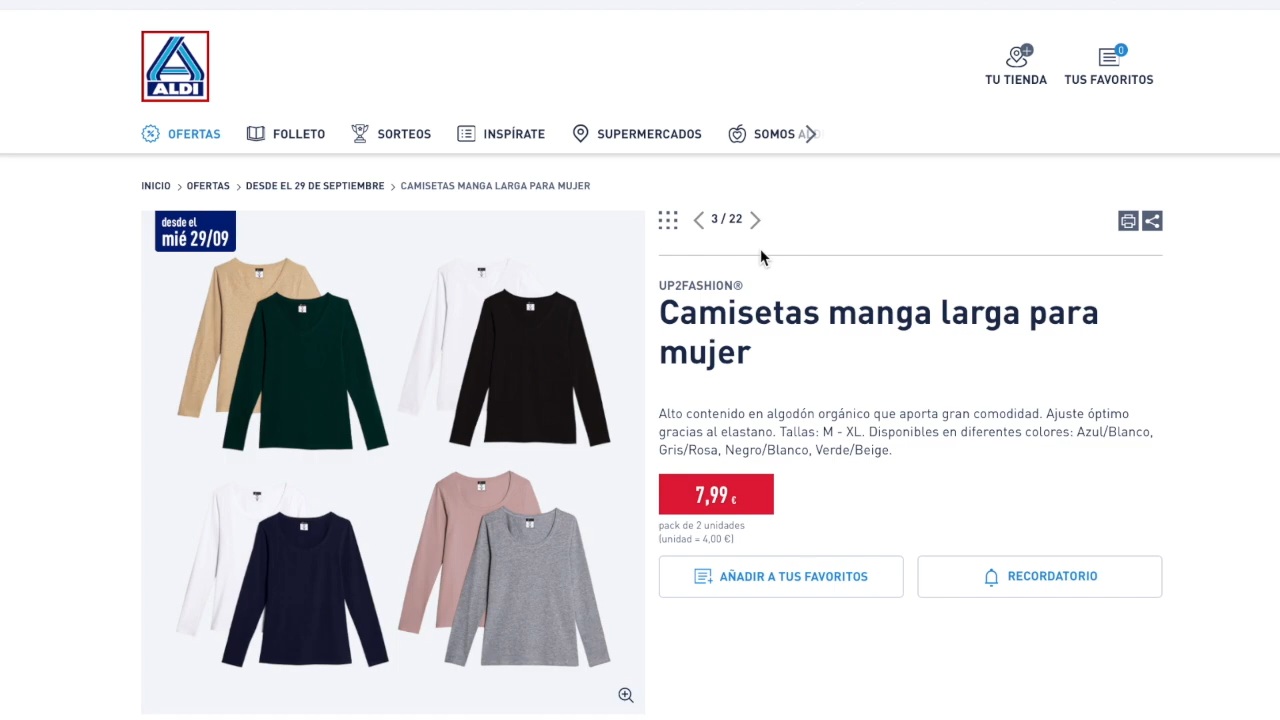 ALDI
TU TIENDA
0
TUS FAVORITOS
OFERTAS
FOLLETO
SORTEOS
INSPÍRATE
SUPERMERCADOS
SOMOS ALDI
INICIO > OFERTAS > DESDE EL 29 DE SEPTIEMBRE > CAMISETAS MANGA LARGA PARA MUJER
desde el
mié 29/09
3 / 22
UP2FASHION®
Camisetas manga larga para
mujer
Alto contenido en algodón orgánico que aporta gran comodidad. Ajuste óptimo
gracias al elastano. Tallas: M - XL. Disponibles en diferentes colores: Azul/Blanco,
Gris/Rosa, Negro/Blanco, Verde/Beige.
7,99 €
pack de 2 unidades
(unidad = 4,00 €)
AÑADIR A TUS FAVORITOS
RECORDATORIO